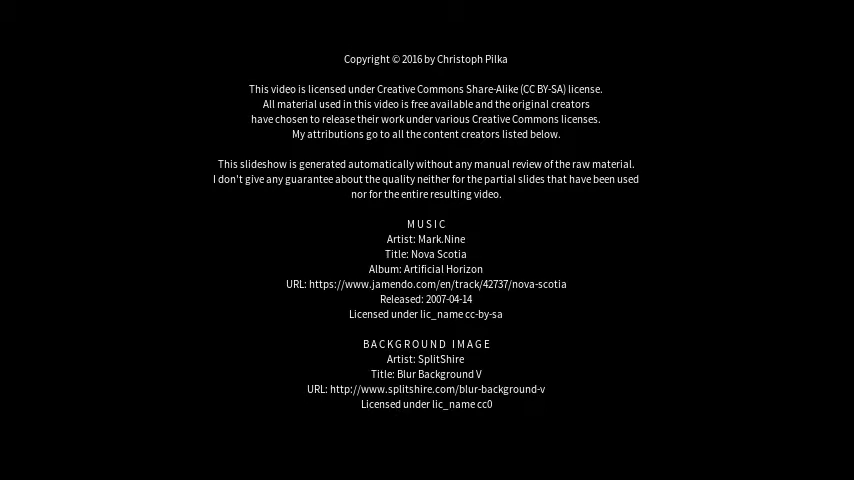 Copyright © 2016 by Christoph Pilka
This video is licensed under Creative Commons Share-Alike (CC BY-SA) license.
All material used in this video is free available and the original creators
have chosen to release their work under various Creative Commons licenses.
My attributions go to all the content creators listed below.
This slideshow is generated automatically without any manual review of the raw material.
I don't give any guarantee about the quality neither for the partial slides that have been used
nor for the entire resulting video.
MUSIC
Artist: Mark.Nine
Title: Nova Scotia
Album: Artificial Horizon
URL: https://www.jamendo.com/en/track/42737/nova-scotia
Released: 2007-04-14
Licensed under lic_name cc-by-sa
BACKGROUND IMAGE
Artist: SplitShire
Title: Blur Background V
URL: http://www.splitshire.com/blur-background-v
Licensed under lic_name cc0